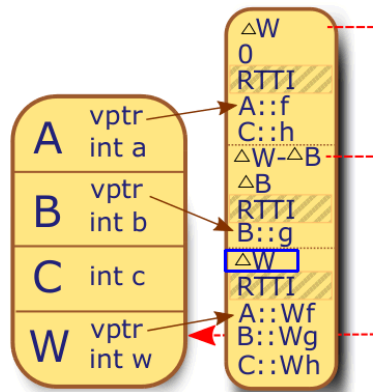 A
vptr
int a
B
vptr
int b
C
int c
W
vptr
int w
△W
0
RTTI
A::f
C::h
△W-△B
△B
RTTI
B::g
△W
RTTI
A::Wf
B::Wg
C::Wh